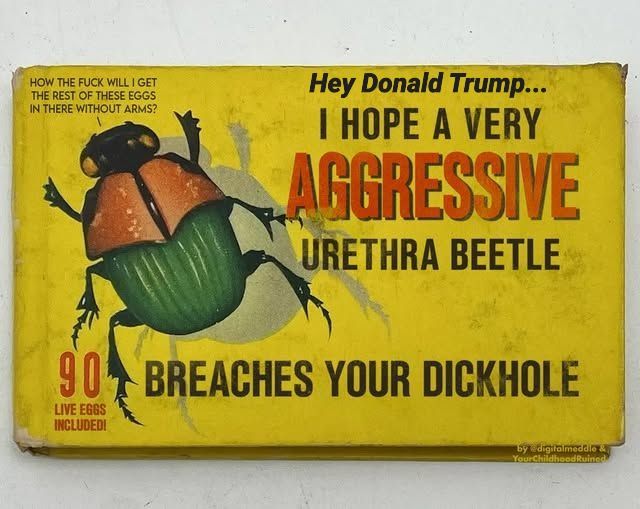 HOW THE FUCK WILL I GET
THE REST OF THESE EGGS
IN THERE WITHOUT ARMS?
Hey Donald Trump...
I HOPE A VERY
AGGRESSIVE
URETHRA BEETLE
BREACHES YOUR DICKHOLE
90
LIVE EGGS
INCLUDED!
by @digitalmeddle &
YourChildhoodRuined